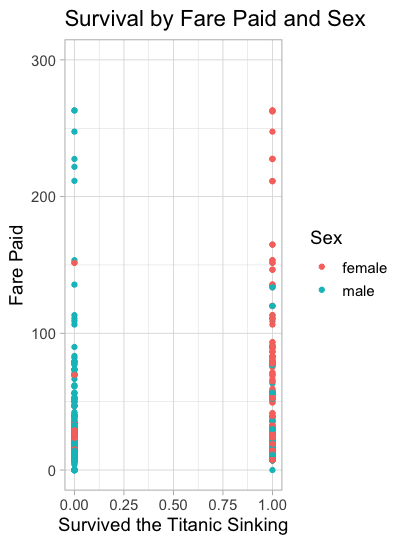 Survival by Fare Paid and Sex
300
200
100
0
Fare Paid
0.00 0.25 0.50 0.75 1.00
Survived the Titanic Sinking
Sex
female
male